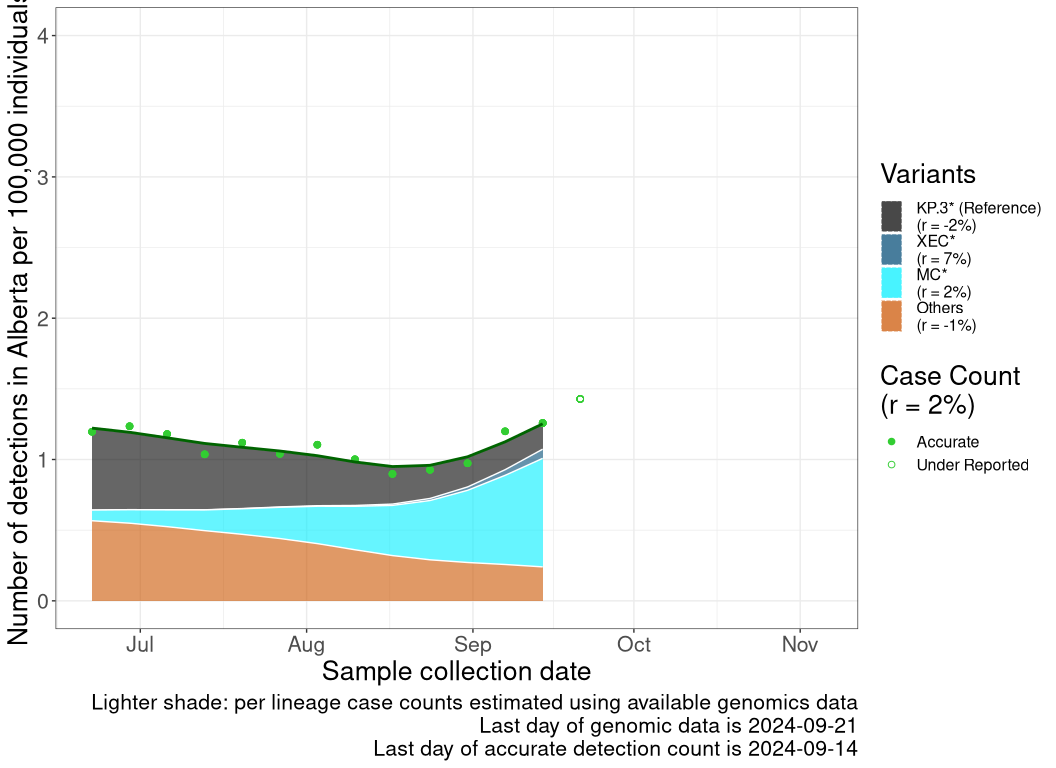 Number of detections in Alberta per 100,000 individuals
4
3
2
1
0
Jul
Aug
Sep
Oct
Nov
Sample collection date
Lighter shade: per lineage case counts estimated using available genomics data
Last day of genomic data is 2024-09-21
Last day of accurate detection count is 2024-09-14
Variants
KP.3* (Reference)
(r = -2%)
XEC*
(r = 7%)
MC*
(r = 2%)
Others
(r = -1%)
Case Count
(r = 2%)
Accurate
Under Reported